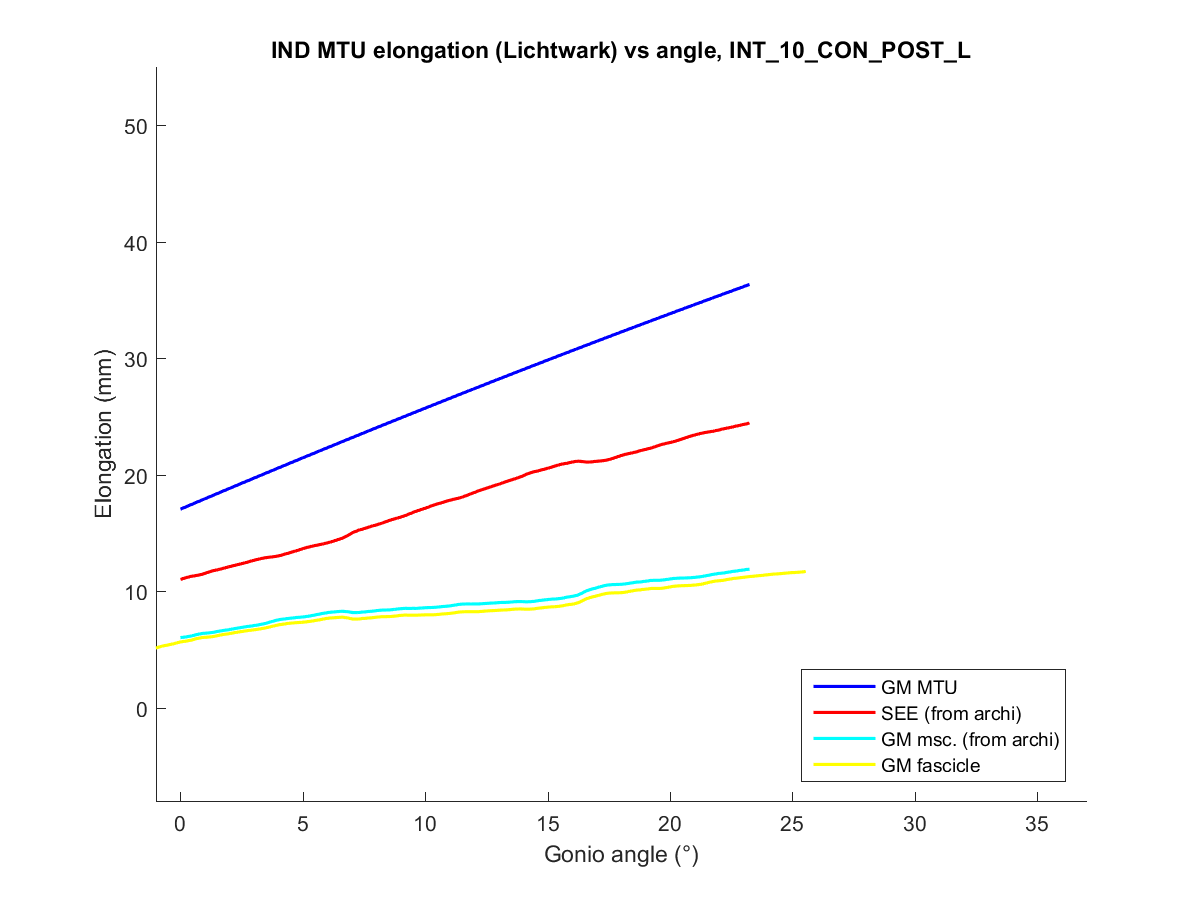 IND MTU elongation (Lichtwark) vs angle, INT_10_CON_POST_L
50
40
30
20
10
0
Elongation (mm)
0 5 10 15 20 25 30 35
Gonio angle (°)
GM MTU
SEE (from archi)
GM msc. (from archi)
GM fascicle